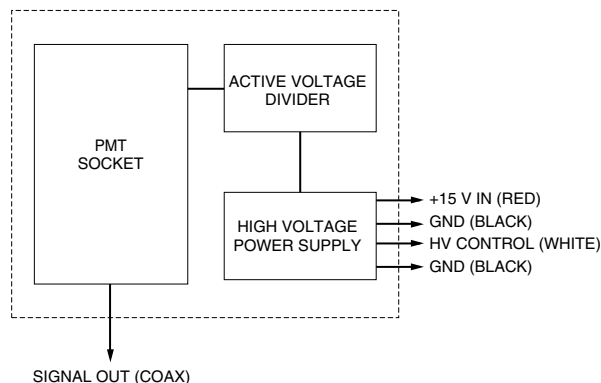 PMT
SOCKET
ACTIVE VOLTAGE
DIVIDER
HIGH VOLTAGE
POWER SUPPLY
+15 V IN (RED)
GND (BLACK)
HV CONTROL (WHITE)
GND (BLACK)
SIGNAL OUT (COAX)